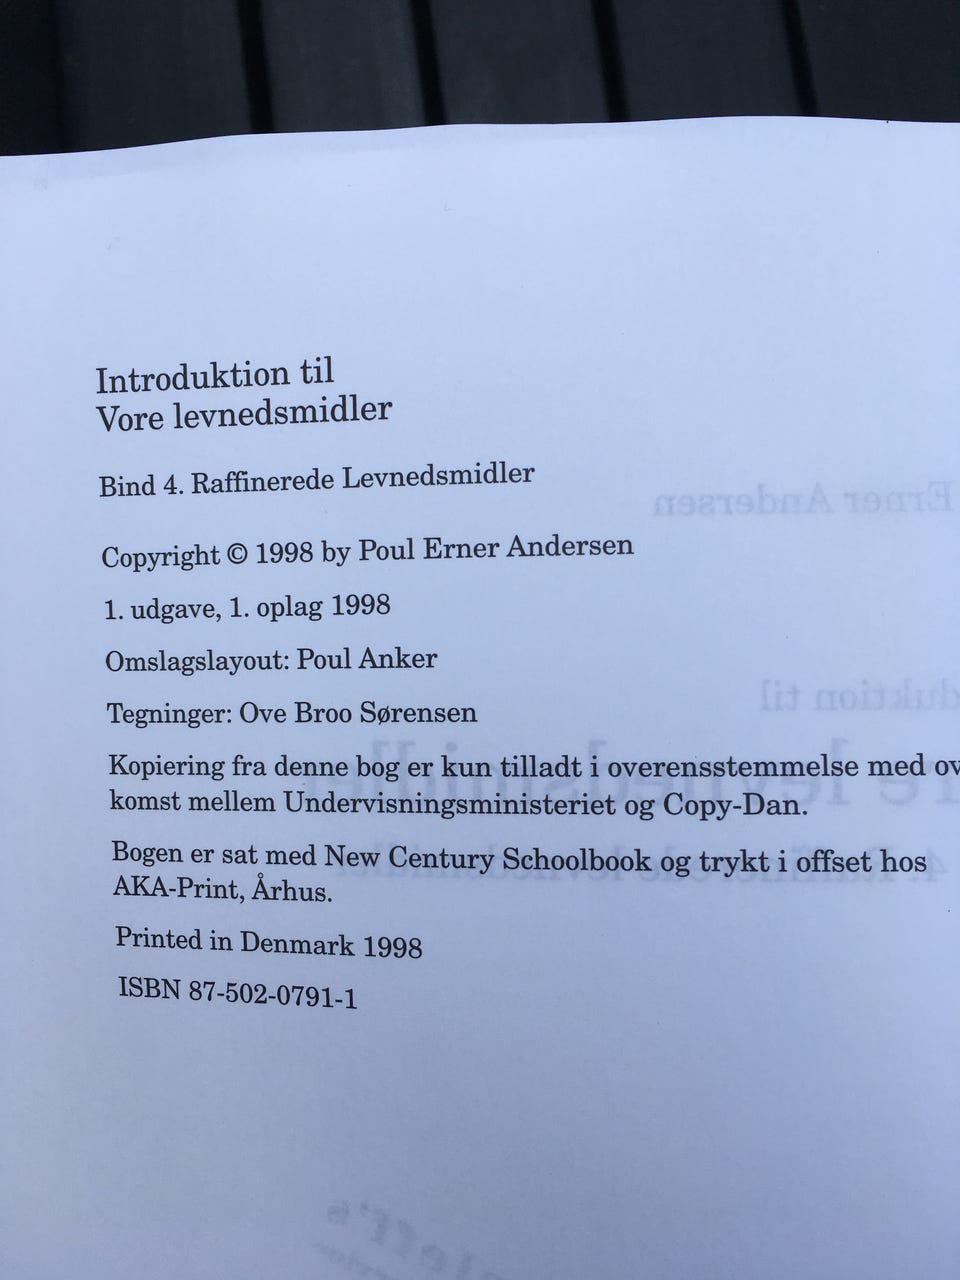 Introduktion til
Vore levnedsmidler
Bind 4. Raffinerede Levnedsmidler
Copyright © 1998 by Poul Erner Andersen
1. udgave, 1. oplag 1998
Omslagslayout: Poul Anker
Tegninger: Ove Broo Sørensen
Kopiering fra denne bog er kun tilladt i overensstemmelse med ov
komst mellem Undervisningsministeriet og Copy-Dan.
Bogen er sat med New Century Schoolbook og trykt i offset hos
AKA-Print, Århus.
Printed in Denmark 1998
ISBN 87-502-0791-1